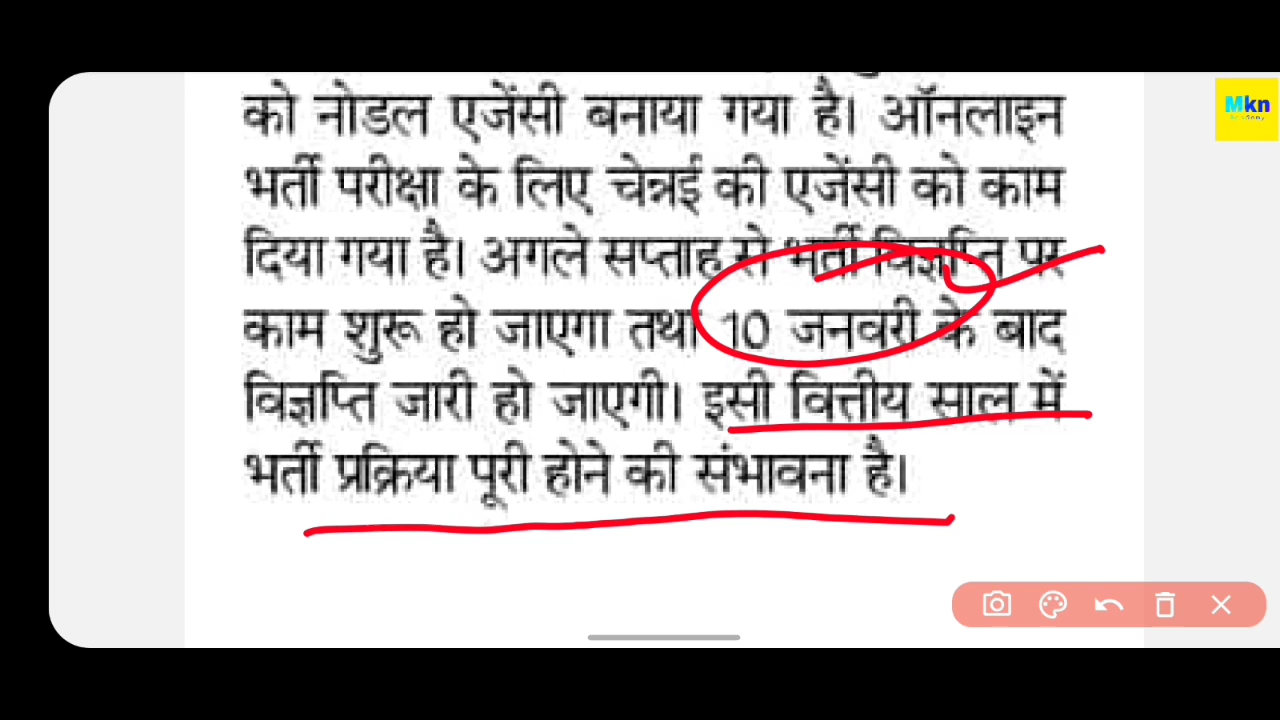 को नोडल एजेंसी बनाया गया है। ऑनलाइन
भर्ती परीक्षा के लिए चेन्नई की एजेंसी को काम
दिया गया है। अगले सप्ताह से भर्ती विज्ञप्ति पर
काम शुरू हो जाएगा तथा 10 जनवरी के बाद
विज्ञप्ति जारी हो जाएगी। इसी वित्तीय साल में
भर्ती प्रक्रिया पूरी होने की संभावना है।
Mkn